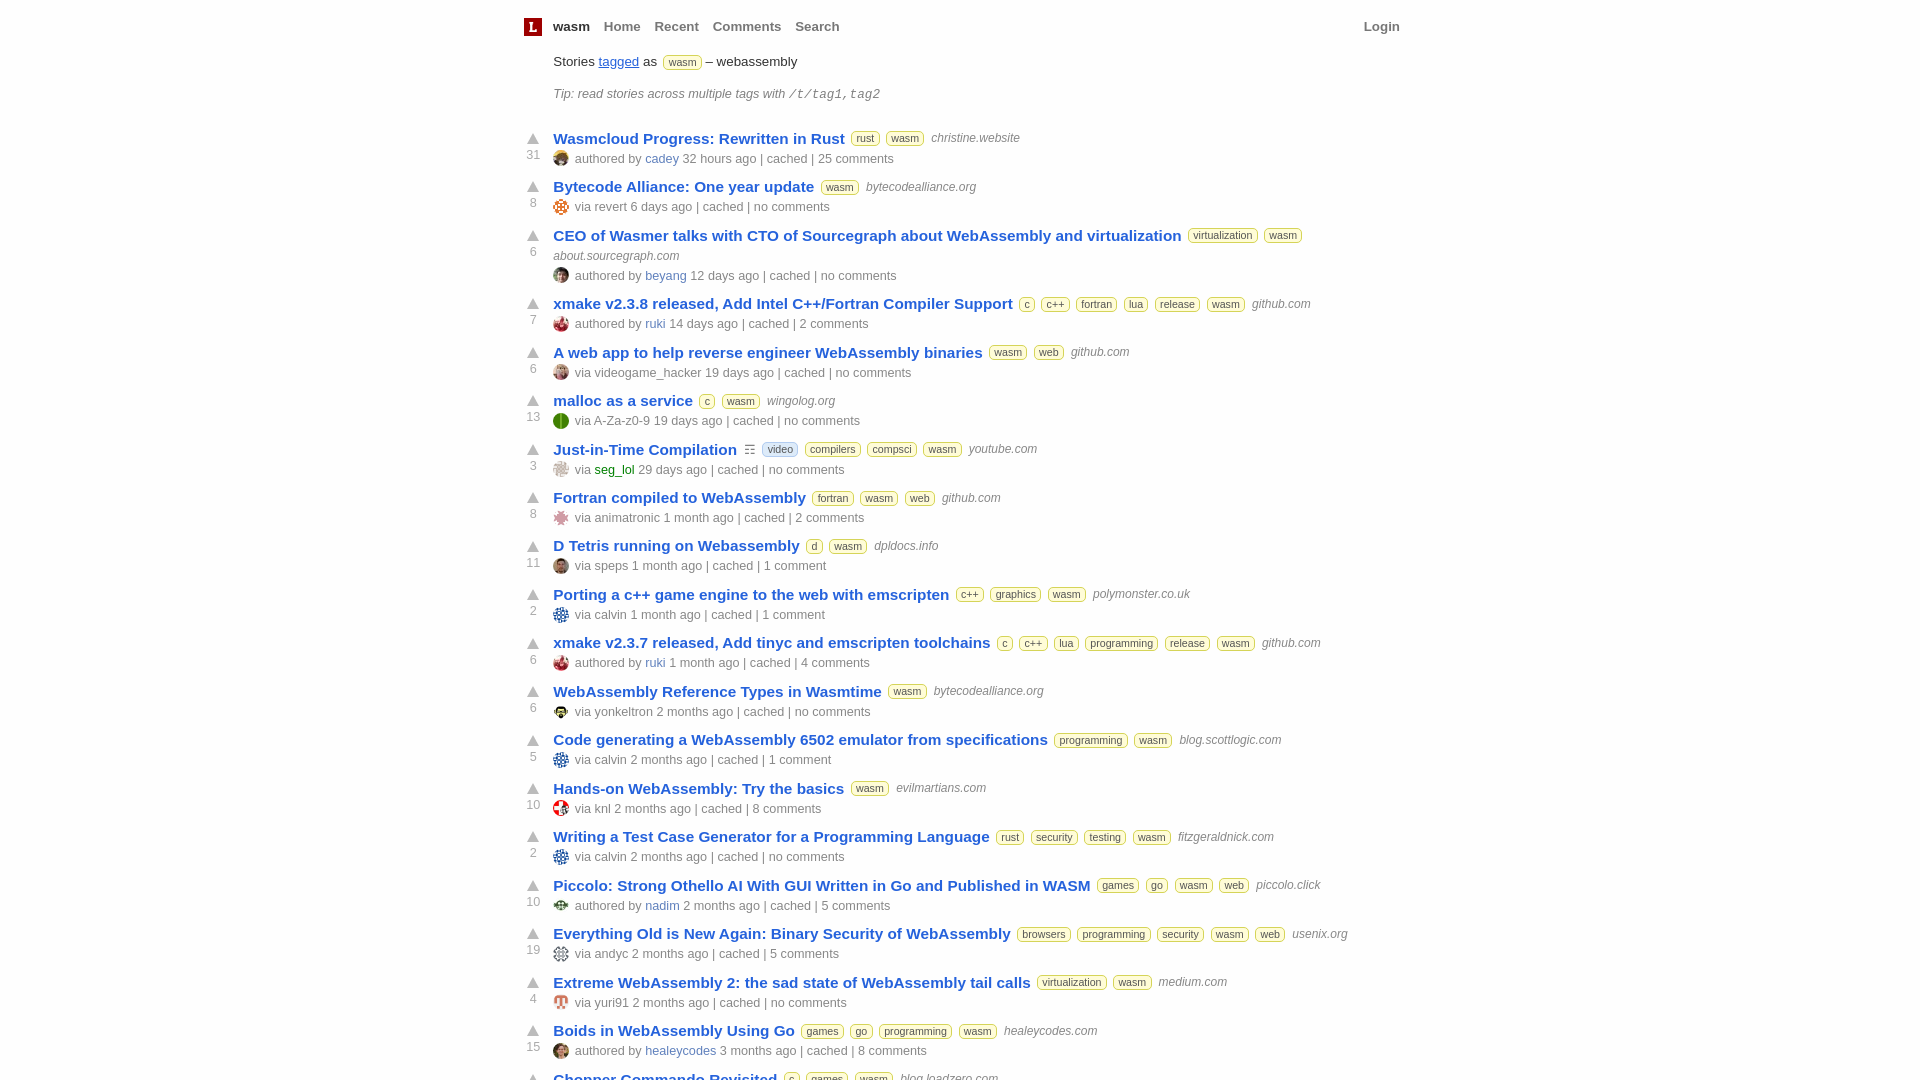 L wasm Home Recent Comments Search Login
Stories tagged as wasm – webassembly
Tip: read stories across multiple tags with /t/tag1,tag2
Wasmcloud Progress: Rewritten in Rust rust wasm christine.website
31 authored by cadey 32 hours ago | cached | 25 comments
Bytecode Alliance: One year update wasm bytecodealliance.org
8 via revert 6 days ago | cached | no comments
CEO of Wasmer talks with CTO of Sourcegraph about WebAssembly and virtualization virtualization wasm
6 about.sourcegraph.com
authored by beyang 12 days ago | cached | no comments
xmake v2.3.8 released, Add Intel C++/Fortran Compiler Support c c++ fortran lua release wasm github.com
7 authored by ruki 14 days ago | cached | 2 comments
A web app to help reverse engineer WebAssembly binaries wasm web github.com
6 via videogame_hacker 19 days ago | cached | no comments
malloc as a service c wasm wingolog.org
13 via A-Za-z0-9 19 days ago | cached | no comments
Just-in-Time Compilation ☶ video compilers compsci wasm youtube.com
3 via seg_lol 29 days ago | cached | no comments
Fortran compiled to WebAssembly fortran wasm web github.com
8 via animatronic 1 month ago | cached | 2 comments
D Tetris running on Webassembly d wasm dpldocs.info
11 via speps 1 month ago | cached | 1 comment
Porting a c++ game engine to the web with emscripten c++ graphics wasm polymonster.co.uk
2 via calvin 1 month ago | cached | 1 comment
xmake v2.3.7 released, Add tinyc and emscripten toolchains c c++ lua programming release wasm github.com
6 authored by ruki 1 month ago | cached | 4 comments
WebAssembly Reference Types in Wasmtime wasm bytecodealliance.org
6 via yonkeltron 2 months ago | cached | no comments
Code generating a WebAssembly 6502 emulator from specifications programming wasm blog.scottlogic.com
5 via calvin 2 months ago | cached | 1 comment
Hands-on WebAssembly: Try the basics wasm evilmartians.com
10 via knl 2 months ago | cached | 8 comments
Writing a Test Case Generator for a Programming Language rust security testing wasm fitzgeraldnick.com
2 via calvin 2 months ago | cached | no comments
Piccolo: Strong Othello AI With GUI Written in Go and Published in WASM games go wasm web piccolo.click
10 authored by nadim 2 months ago | cached | 5 comments
Everything Old is New Again: Binary Security of WebAssembly browsers programming security wasm web usenix.org
19 via andyc 2 months ago | cached | 5 comments
Extreme WebAssembly 2: the sad state of WebAssembly tail calls virtualization wasm medium.com
4 via yuri91 2 months ago | cached | no comments
Boids in WebAssembly Using Go games go programming wasm healeycodes.com
15 authored by healeycodes 3 months ago | cached | 8 comments
Chopper Commando Revisited c games wasm blog.loadzero.com